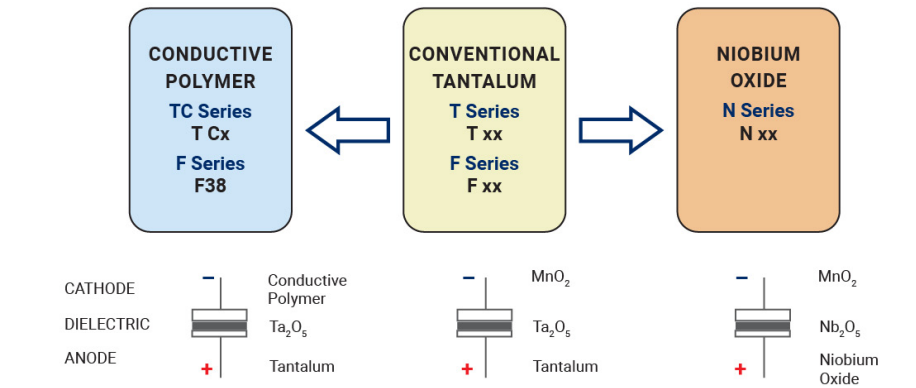 CONDUCTIVE
POLYMER
TC Series
T Cx
F Series
F38
CONVENTIONAL
TANTALUM
T Series
T xx
F Series
F xx
NIOBIUM
OXIDE
N Series
N xx
CATHODE
DIELECTRIC
ANODE
−
Conductive
Polymer
Ta₂O₅
+
Tantalum
−
MnO₂
Ta₂O₅
+
Tantalum
−
MnO₂
Nb₂O₅
+
Niobium
Oxide